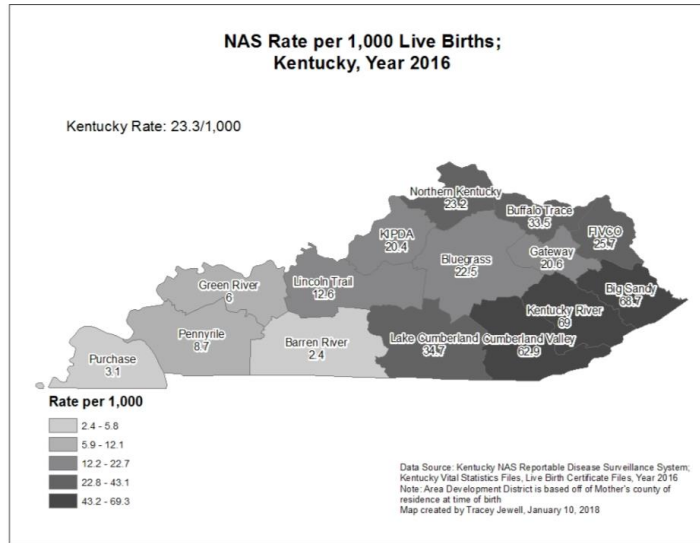 NAS Rate per 1,000 Live Births;
Kentucky, Year 2016
Kentucky Rate: 23.3/1,000
Northern Kentucky
23.2
Buffalo Trace
33.5
FIVCO
25.7
KIPDA
20.4
Bluegrass
22.5
Gateway
20.6
Big Sandy
68.7
Green River
6
Lincoln Trail
12.6
Kentucky River
69
Pennyrile
8.7
Barren River
2.4
Lake Cumberland
34.7
Cumberland Valley
62.9
Purchase
3.1
Rate per 1,000
2.4 - 5.8
5.9 - 12.1
12.2 - 22.7
22.8 - 43.1
43.2 - 69.3
Data Source: Kentucky NAS Reportable Disease Surveillance System;
Kentucky Vital Statistics Files, Live Birth Certificate Files, Year 2016
Note: Area Development District is based off of Mother's county of
residence at time of birth
Map created by Tracey Jewell, January 10, 2018